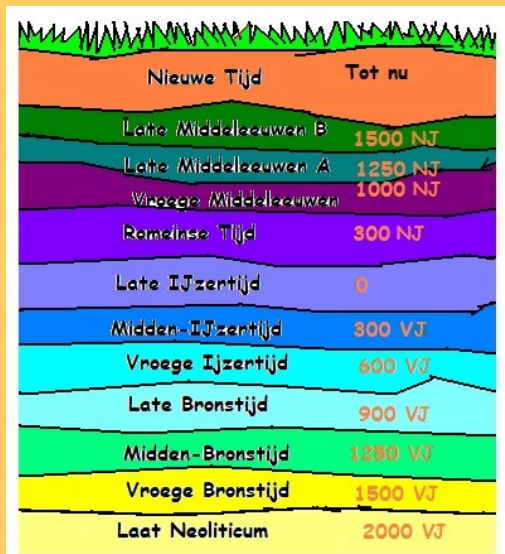 Nieuwe Tijd Tot nu
Late Middeleeuwen B 1500 NJ
Late Middeleeuwen A 1250 NJ
Vroege Middeleeuwen 1000 NJ
Romeinse Tijd 300 NJ
Late IJzertijd 0
Midden-IJzertijd 300 VJ
Vroege Ijzertijd 600 VJ
Late Bronstijd 900 VJ
Midden-Bronstijd 1250 VJ
Vroege Bronstijd 1500 VJ
Laat Neoliticum 2000 VJ